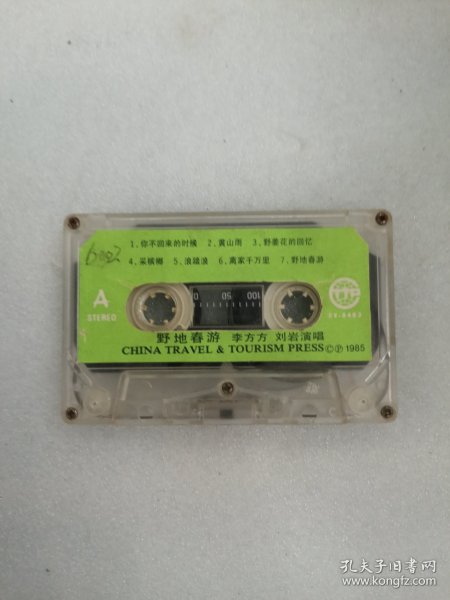 1、你不回来的时候 2、黄山雨 3、野姜花的回忆
4、采槟榔 5、浪踏浪 6、离家千万里 7、野地春游
A
STEREO
0 50 100
野地春游 李方方 刘岩演唱
CHINA TRAVEL & TOURISM PRESS©℗1985
孔夫子旧书网
www.kongfz.com